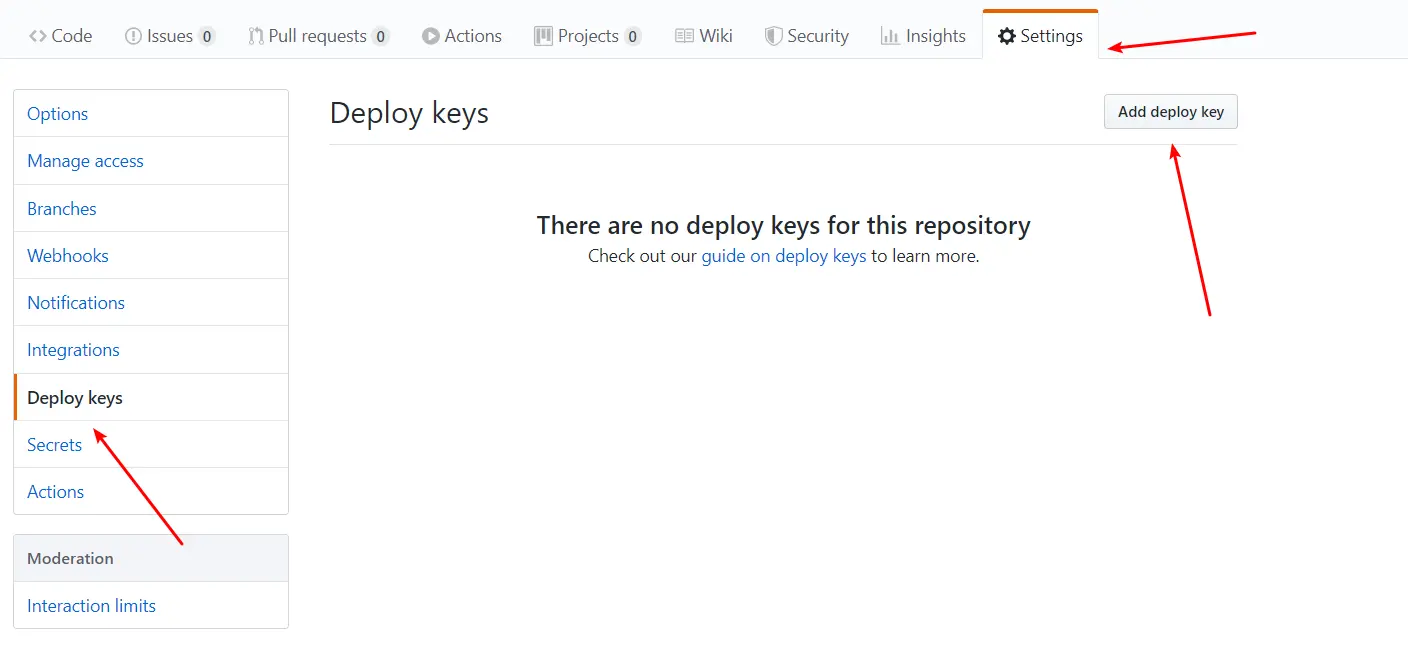 Code Issues 0 Pull requests 0 Actions Projects 0 Wiki Security Insights Settings
Options
Manage access
Branches
Webhooks
Notifications
Integrations
Deploy keys
Secrets
Actions
Moderation
Interaction limits
Deploy keys
Add deploy key
There are no deploy keys for this repository
Check out our guide on deploy keys to learn more.